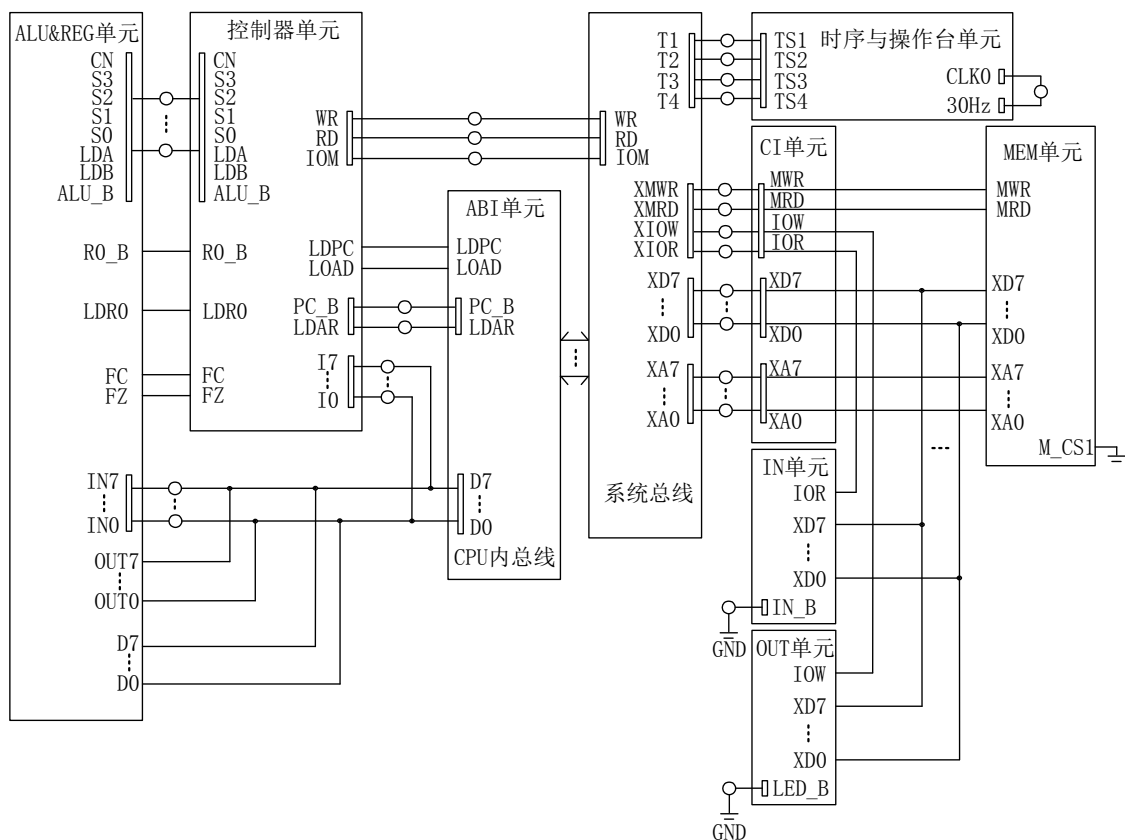 ALU&REG单元
CN
S3
S2
S1
S0
LDA
LDB
ALU_B
R0_B
LDR0
FC
FZ
IN7
IN0
OUT7
OUT0
D7
D0
控制器单元
CN
S3
S2
S1
S0
LDA
LDB
ALU_B
R0_B
LDR0
FC
FZ
WR
RD
IOM
LDPC
LOAD
PC_B
LDAR
I7
I0
ABI单元
LDPC
LOAD
PC_B
LDAR
D7
D0
CPU内总线
T1
T2
T3
T4
WR
RD
IOM
XMWR
XMRD
XIOW
XIOR
XD7
XD0
XA7
XA0
系统总线
时序与操作台单元
TS1
TS2
TS3
TS4
CLK0
30Hz
CI单元
MWR
MRD
IOW
IOR
XD7
XD0
XA7
XA0
MEM单元
MWR
MRD
XD7
XD0
XA7
XA0
M_CS1
IN单元
IOR
XD7
XD0
IN_B
GND
OUT单元
IOW
XD7
XD0
LED_B
GND